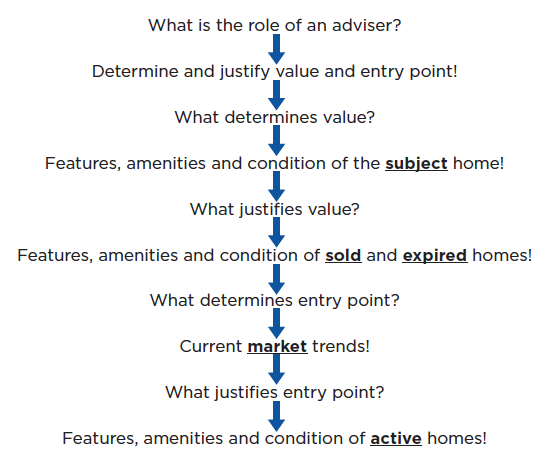 What is the role of an adviser?
Determine and justify value and entry point!
What determines value?
Features, amenities and condition of the subject home!
What justifies value?
Features, amenities and condition of sold and expired homes!
What determines entry point?
Current market trends!
What justifies entry point?
Features, amenities and condition of active homes!